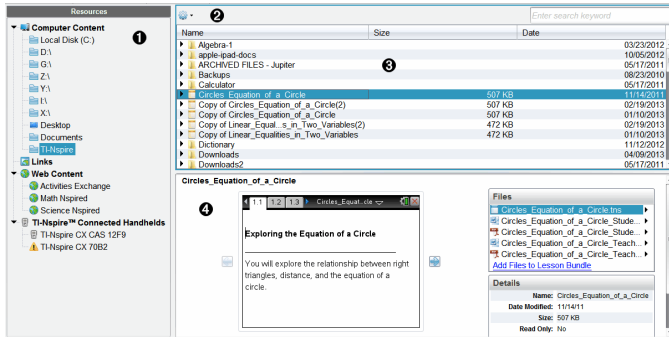 Resources
Computer Content
Local Disk (C:)
D:\
G:\
Z:\
Y:\
I:\
X:\
Desktop
Documents
TI-Nspire
Links
Web Content
Activities Exchange
Math Nspired
Science Nspired
TI-Nspire™ Connected Handhelds
TI-Nspire CX CAS 12F9
TI-Nspire CX 70B2
1
2
Enter search keyword
Name Size Date
Algebra-1 03/23/2012
apple-ipad-docs 10/05/2012
ARCHIVED FILES - Jupiter 05/17/2011
3
Backups 08/23/2010
Calculator 05/17/2011
Circles_Equation_of_a_Circle 507 KB 11/14/2011
Copy of Circles_Equation_of_a_Circle(2) 507 KB 02/19/2013
Copy of Circles_Equation_of_a_Circle 507 KB 01/10/2013
Copy of Linear_Equal...s_in_Two_Variables(2) 472 KB 02/19/2013
Copy of Linear_Equalities_in_Two_Variables 472 KB 01/10/2013
Dictionary 11/12/2012
Downloads 04/09/2013
Downloads2 05/17/2011
Circles_Equation_of_a_Circle
4
1.1 1.2 1.3 Circles_Equat...cle
Exploring the Equation of a Circle
You will explore the relationship between right
triangles, distance, and the equation of a
circle.
Files
Circles_Equation_of_a_Circle.tns
Circles_Equation_of_a_Circle_Stude...
Circles_Equation_of_a_Circle_Stude...
Circles_Equation_of_a_Circle_Teach...
Circles_Equation_of_a_Circle_Teach...
Add Files to Lesson Bundle
Details
Name: Circles_Equation_of_a_Circle
Date Modified: 11/14/11
Size: 507 KB
Read Only: No